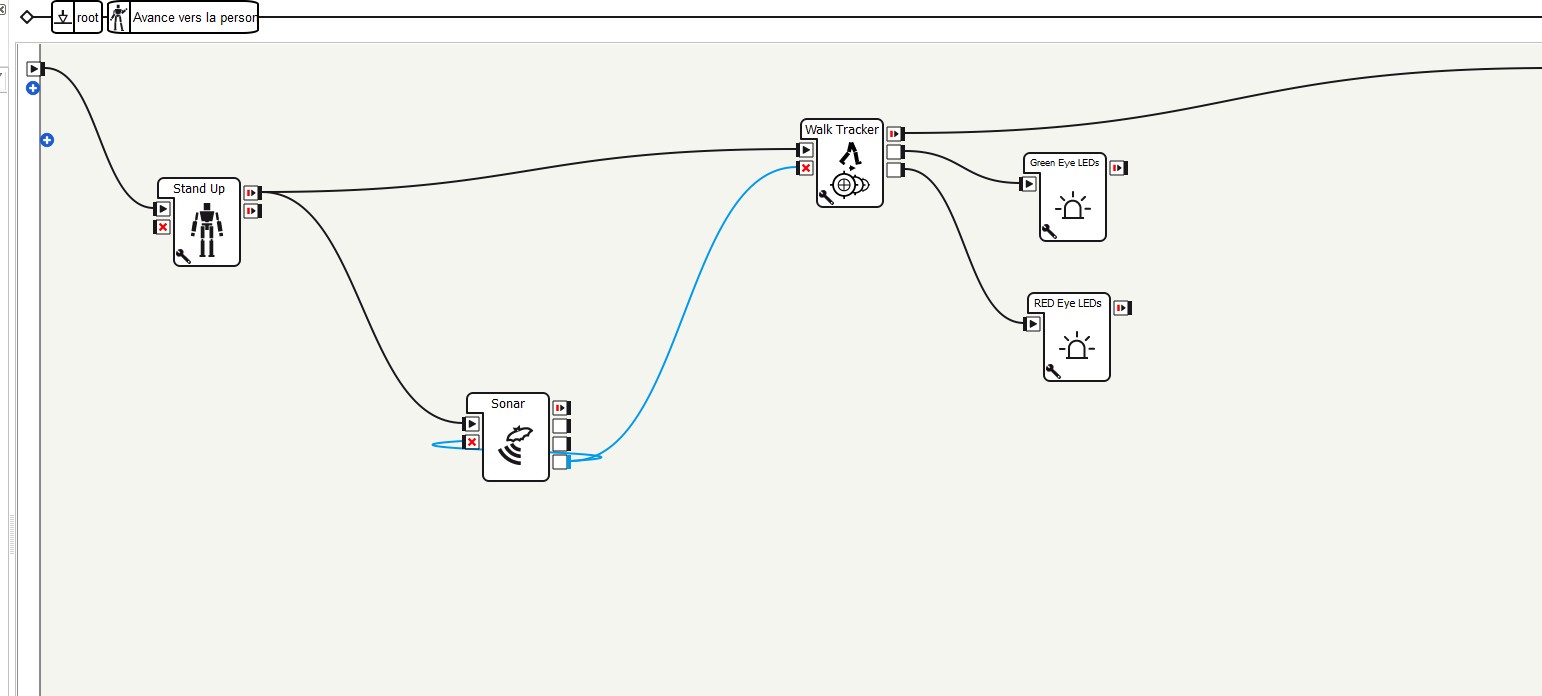 root
Avance vers la person
Walk Tracker
Green Eye LEDs
Stand Up
RED Eye LEDs
Sonar